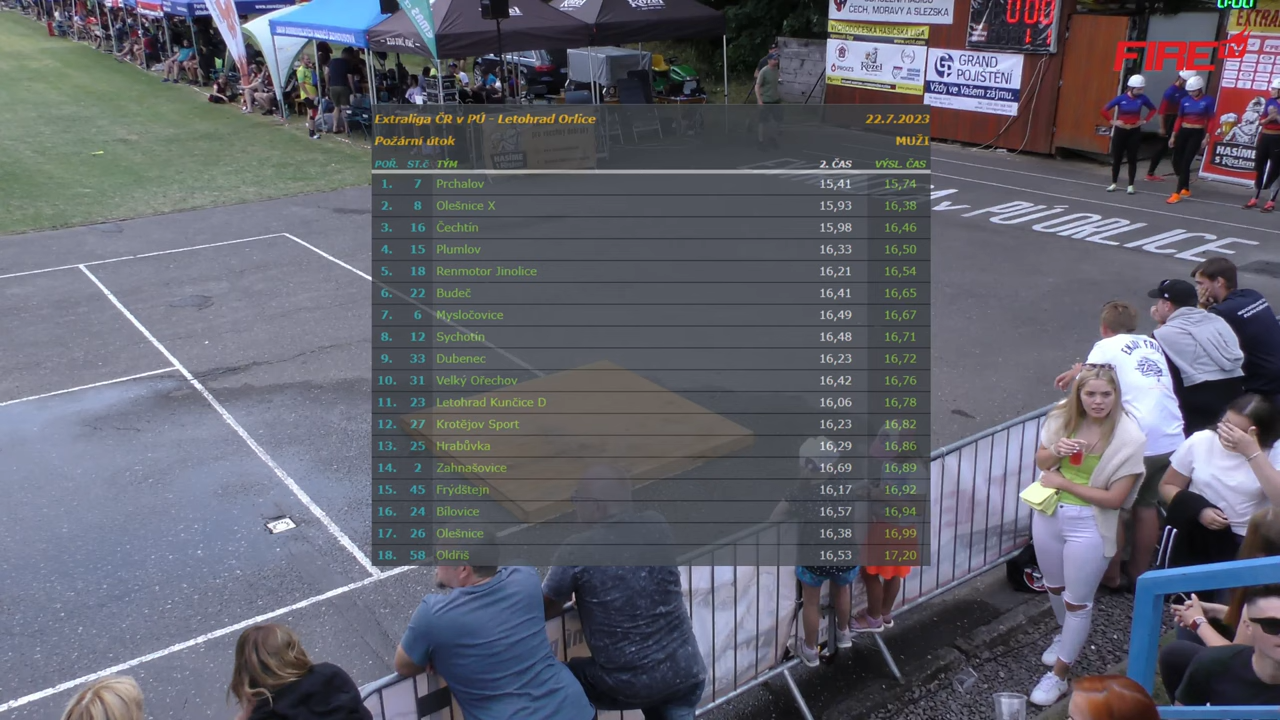 ČECH, MORAVY A SLEZSKA
VÝCHODOČESKÁ HASIČSKÁ LIGA
Kozel
GRAND
POJIŠTĚNÍ
Vždy ve Vašem zájmu.
0:00
FIRE TV
EXTRA
HASÍME
S Kozlem
Extraliga ČR v PÚ - Letohrad Orlice 22.7.2023
Požární útok MUŽI
POŘ. ST.č TÝM 2. ČAS VÝSL. ČAS
1. 7 Prchalov 15,41 15,74
2. 8 Olešnice X 15,93 16,38
3. 16 Čechtín 15,98 16,46
4. 15 Plumlov 16,33 16,50
5. 18 Renmotor Jinolice 16,21 16,54
6. 22 Budeč 16,41 16,65
7. 6 Mysločovice 16,49 16,67
8. 12 Sychotín 16,48 16,71
9. 33 Dubenec 16,23 16,72
10. 31 Velký Ořechov 16,42 16,76
11. 23 Letohrad Kunčice D 16,06 16,78
12. 27 Krotějov Sport 16,23 16,82
13. 25 Hrabůvka 16,29 16,86
14. 2 Zahnašovice 16,69 16,89
15. 45 Frýdštejn 16,17 16,92
16. 24 Bílovice 16,57 16,94
17. 26 Olešnice 16,38 16,99
18. 58 Oldřiš 16,53 17,20
v PÚ ORLICE
ENJOY